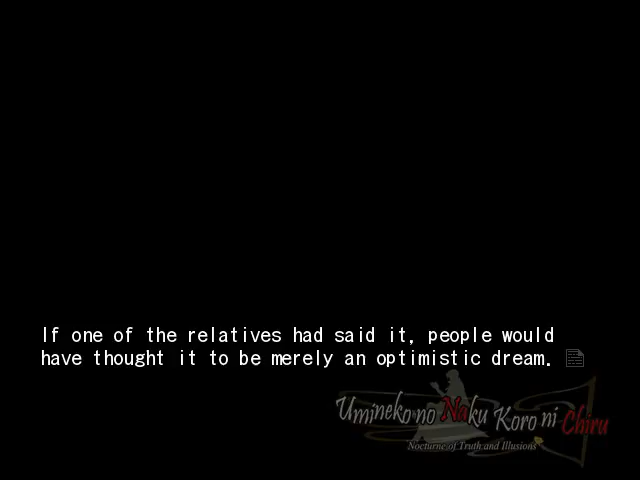 If one of the relatives had said it, people would
have thought it to be merely an optimistic dream.
Umineko no Naku Koro ni Chiru
Nocturne of Truth and Illusions